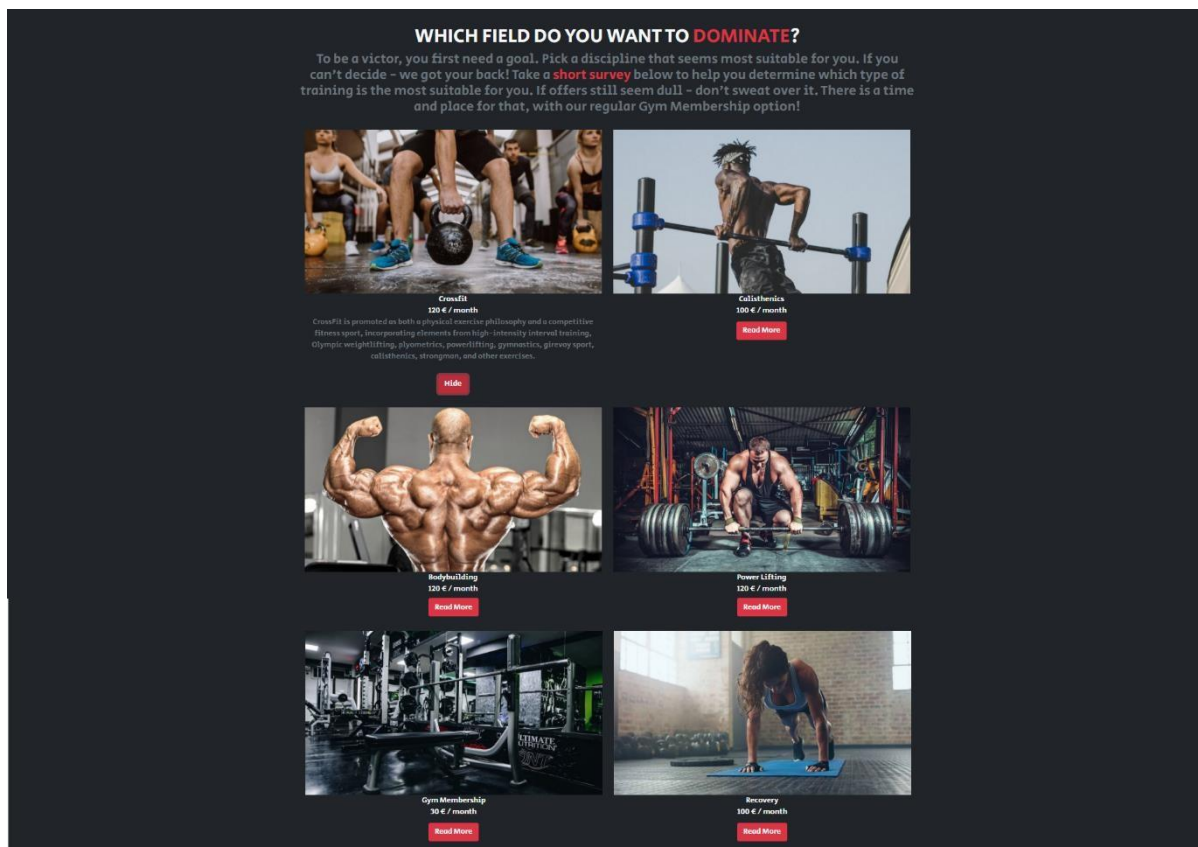 WHICH FIELD DO YOU WANT TO DOMINATE?
To be a victor, you first need a goal. Pick a discipline that seems most suitable for you. If you
can't decide - we got your back! Take a short survey below to help you determine which type of
training is the most suitable for you. If offers still seem dull - don't sweat over it. There is a time
and place for that, with our regular Gym Membership option!
Crossfit
120 € / month
CrossFit is promoted as both a physical exercise philosophy and a competitive
fitness sport, incorporating elements from high-intensity interval training,
Olympic weightlifting, plyometrics, powerlifting, gymnastics, girevoy sport,
calisthenics, strongman, and other exercises.
Hide
Calisthenics
100 € / month
Read More
Bodybuilding
120 € / month
Read More
Power Lifting
120 € / month
Read More
LTIMATE
Gym Membership
30 € / month
Read More
Recovery
100 € / month
Read More